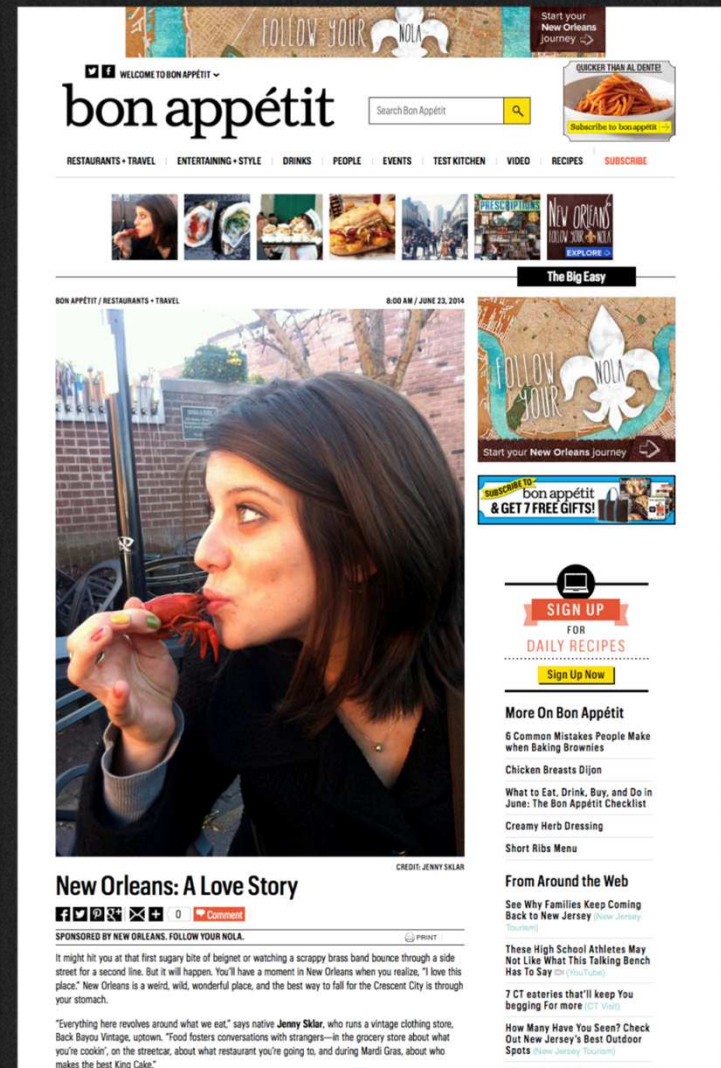 FOLLOW YOUR NOLA
Start your
New Orleans
journey
WELCOME TO BON APPÉTIT
bon appétit
Search Bon Appétit
QUICKER THAN AL DENTE!
Subscribe to bon appétit
RESTAURANTS + TRAVEL
ENTERTAINING + STYLE
DRINKS
PEOPLE
EVENTS
TEST KITCHEN
VIDEO
RECIPES
SUBSCRIBE
PRESCRIPTIONS
NEW ORLEANS
FOLLOW YOUR NOLA
EXPLORE
The Big Easy
BON APPÉTIT / RESTAURANTS + TRAVEL
8:00 AM / JUNE 23, 2014
CREDIT: JENNY SKLAR
New Orleans: A Love Story
0
Comment
SPONSORED BY NEW ORLEANS. FOLLOW YOUR NOLA.
PRINT
It might hit you at that first sugary bite of beignet or watching a scrappy brass band bounce through a side
street for a second line. But it will happen. You'll have a moment in New Orleans when you realize, "I love this
place." New Orleans is a weird, wild, wonderful place, and the best way to fall for the Crescent City is through
your stomach.
"Everything here revolves around what we eat," says native Jenny Sklar, who runs a vintage clothing store,
Back Bayou Vintage, uptown. "Food fosters conversations with strangers—in the grocery store about what
you're cookin', on the streetcar, about what restaurant you're going to, and during Mardi Gras, about who
makes the best King Cake."
FOLLOW
YOUR
NOLA
Start your New Orleans journey
SUBSCRIBE TO
bon appétit
& GET 7 FREE GIFTS!
SIGN UP
FOR
DAILY RECIPES
Sign Up Now
More On Bon Appétit
6 Common Mistakes People Make
when Baking Brownies
Chicken Breasts Dijon
What to Eat, Drink, Buy, and Do in
June: The Bon Appétit Checklist
Creamy Herb Dressing
Short Ribs Menu
From Around the Web
See Why Families Keep Coming
Back to New Jersey (New Jersey
Tourism)
These High School Athletes May
Not Like What This Talking Bench
Has To Say (YouTube)
7 CT eateries that'll keep You
begging For more (CT Visit)
How Many Have You Seen? Check
Out New Jersey's Best Outdoor
Spots (New Jersey Tourism)